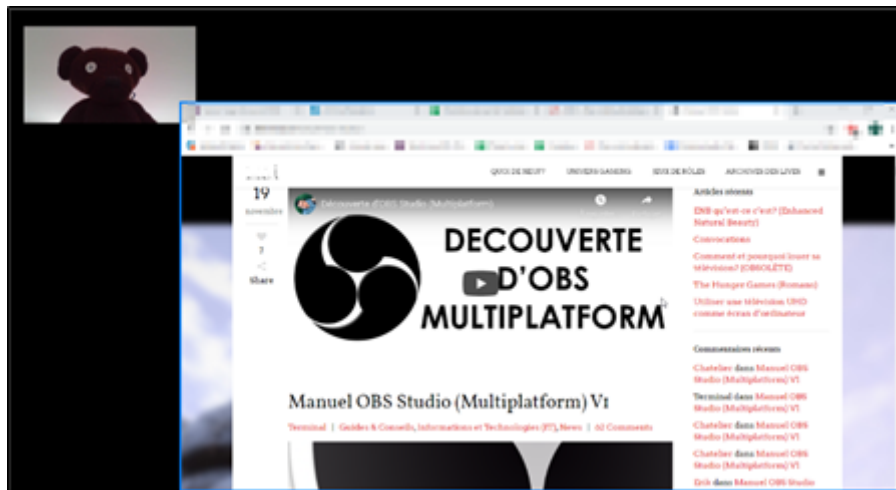 QUOI DE NEUF? UNIVERS GAMING JEUX DE RÔLES ARCHIVES DES LIVES
19
novembre
7
Share
Découverte d'OBS Studio (Multiplatform)
DECOUVERTE
D'OBS
MULTIPLATFORM
Manuel OBS Studio (Multiplatform) V1
Terminal | Guides & Conseils, Informations et Technologies (IT), News | 62 Comments
Articles récents
ENB qu'est-ce c'est? (Enhanced
Natural Beauty)
Convocations
Comment et pourquoi louer sa
télévision? (OBSOLÈTE)
The Hunger Games (Romans)
Utiliser une télévision UHD
comme écran d'ordinateur
Commentaires récents
Chatelier dans Manuel OBS
Studio (Multiplatform) V1
Terminal dans Manuel OBS
Studio (Multiplatform) V1
Chatelier dans Manuel OBS
Studio (Multiplatform) V1
Chatelier dans Manuel OBS
Studio (Multiplatform) V1
Erik dans Manuel OBS Studio